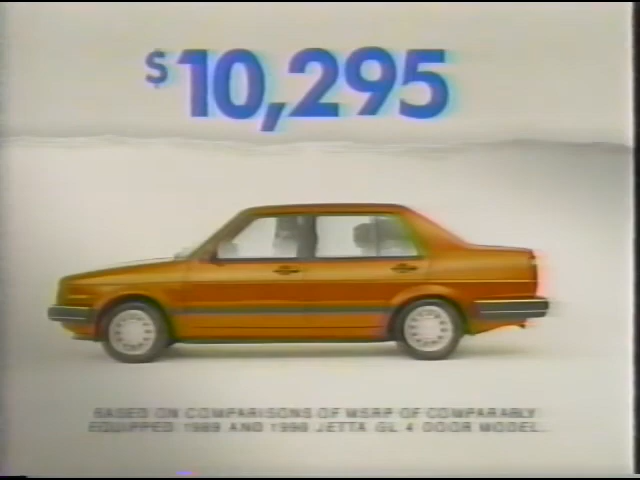 $10,295
BASED ON COMPARISONS OF MSRP OF COMPARABLY
EQUIPPED 1989 AND 1990 JETTA GL 4 DOOR MODEL.